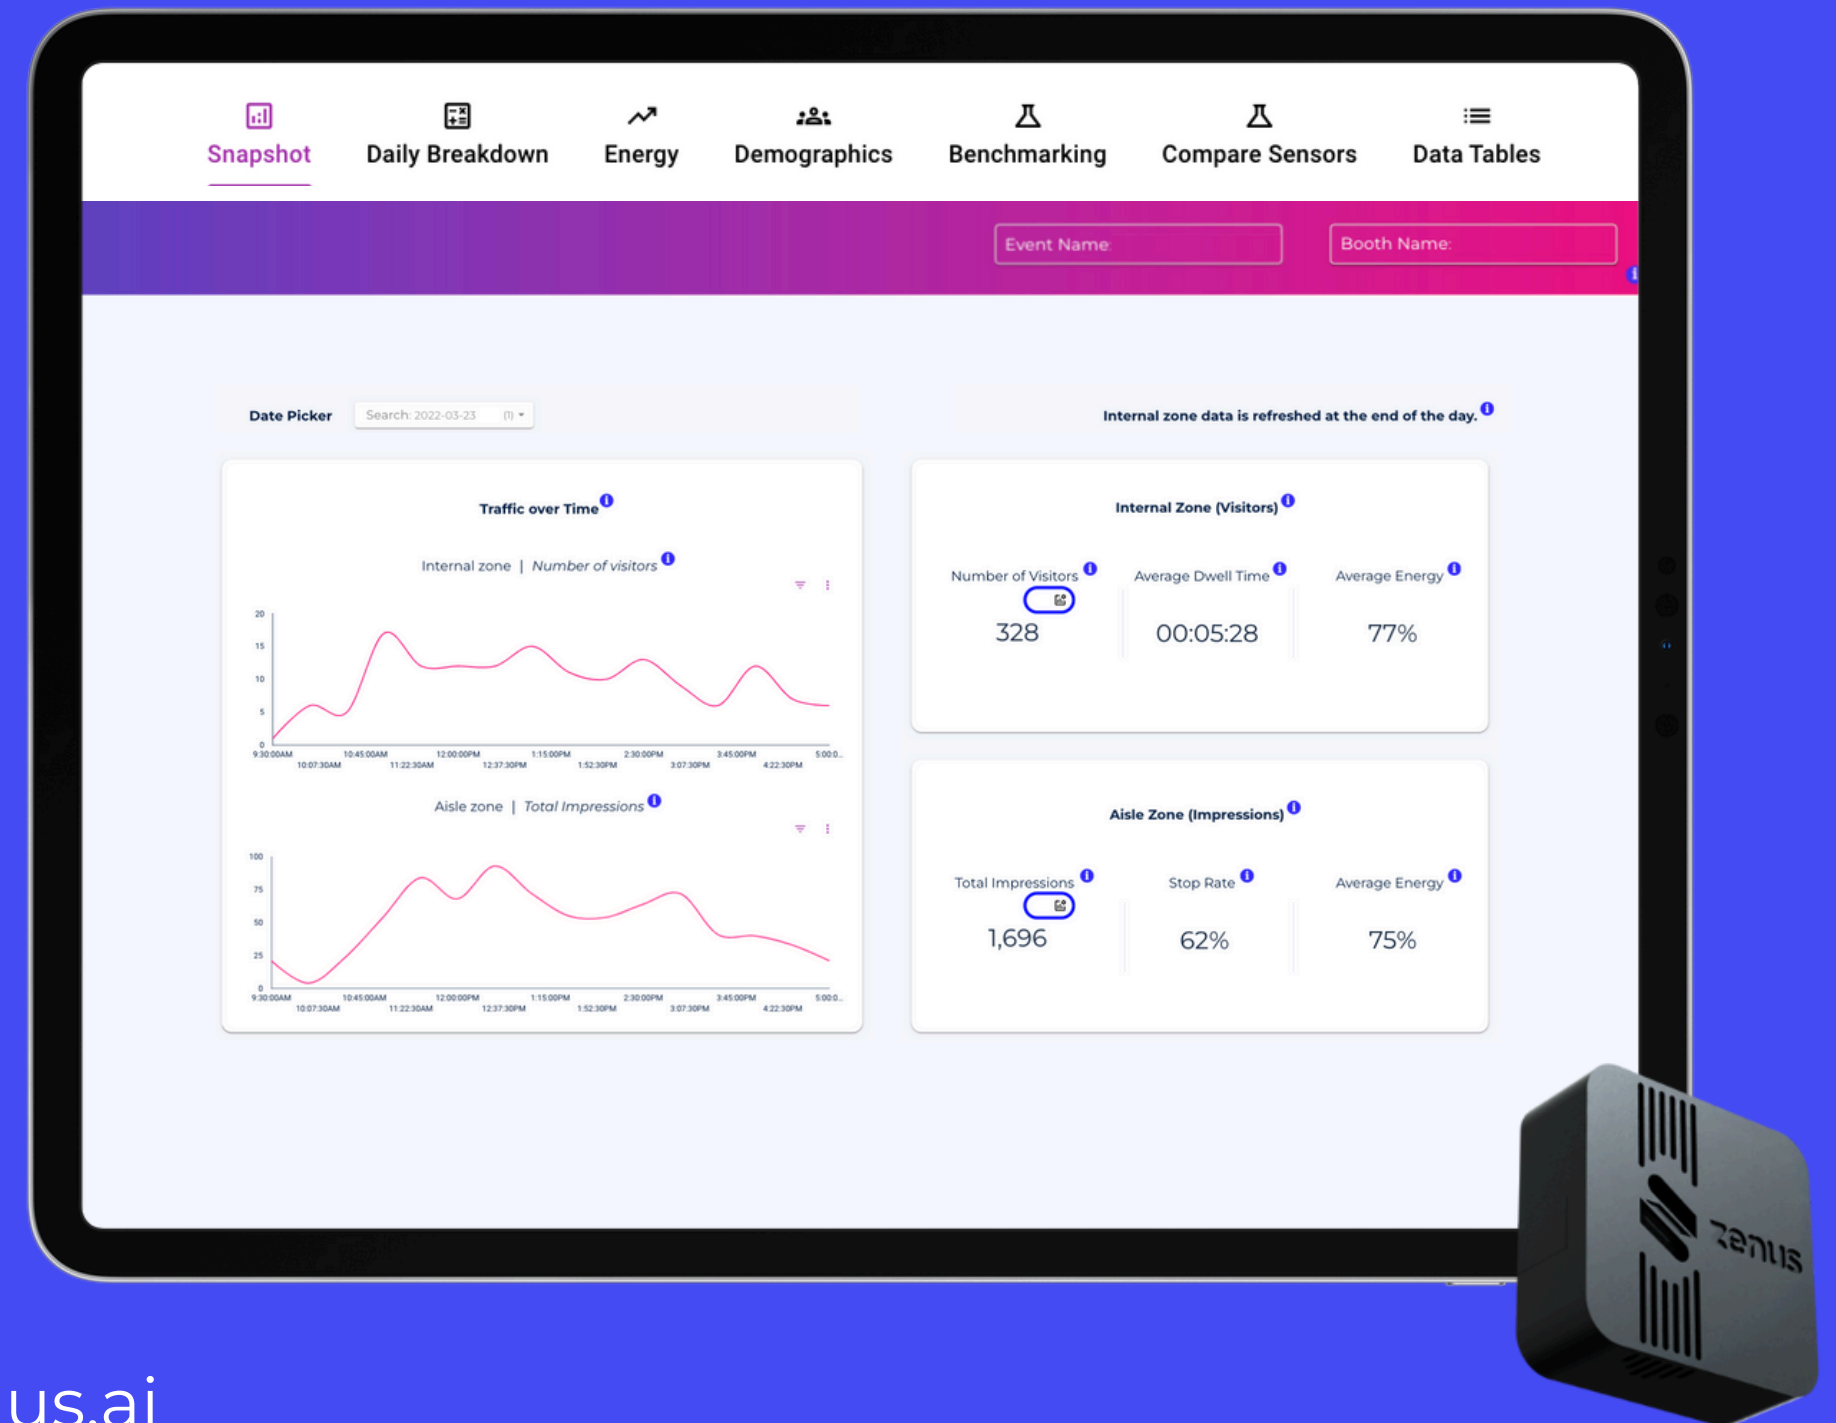 Snapshot Daily Breakdown Energy Demographics Benchmarking Compare Sensors Data Tables
Event Name: Booth Name:
Date Picker Search: 2022-03-23 (1)
Internal zone data is refreshed at the end of the day.
Traffic over Time
Internal zone | Number of visitors
20
15
10
5
0
9:30:00AM 10:45:00AM 12:00:00PM 1:15:00PM 2:30:00PM 3:45:00PM 5:00:0...
10:07:30AM 11:22:30AM 12:37:30PM 1:52:30PM 3:07:30PM 4:22:30PM
Aisle zone | Total Impressions
100
75
50
25
0
9:30:00AM 10:45:00AM 12:00:00PM 1:15:00PM 2:30:00PM 3:45:00PM 5:00:0...
10:07:30AM 11:22:30AM 12:37:30PM 1:52:30PM 3:07:30PM 4:22:30PM
Internal Zone (Visitors)
Number of Visitors Average Dwell Time Average Energy
328 00:05:28 77%
Aisle Zone (Impressions)
Total Impressions Stop Rate Average Energy
1,696 62% 75%
zenus
us.ai